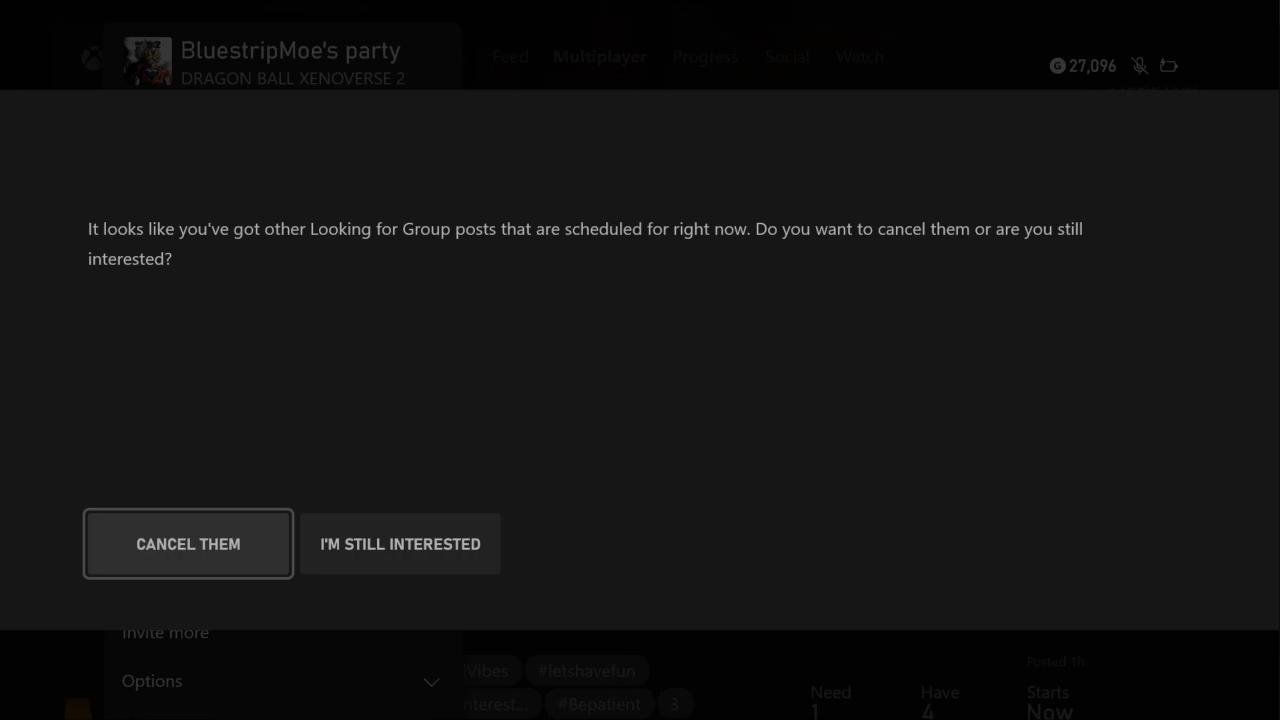 BluestripMoe's party
DRAGON BALL XENOVERSE 2
Feed Multiplayer Progress Social Watch
G 27,096
It looks like you've got other Looking for Group posts that are scheduled for right now. Do you want to cancel them or are you still
interested?
CANCEL THEM I'M STILL INTERESTED
Invite more
Options
Vibes #letshavefun
nterest... #Bepatient 3
Posted 1h
Need Have Starts
1 4 Now